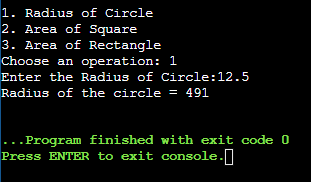 1. Radius of Circle
2. Area of Square
3. Area of Rectangle
Choose an operation: 1
Enter the Radius of Circle:12.5
Radius of the circle = 491
...Program finished with exit code 0
Press ENTER to exit console.